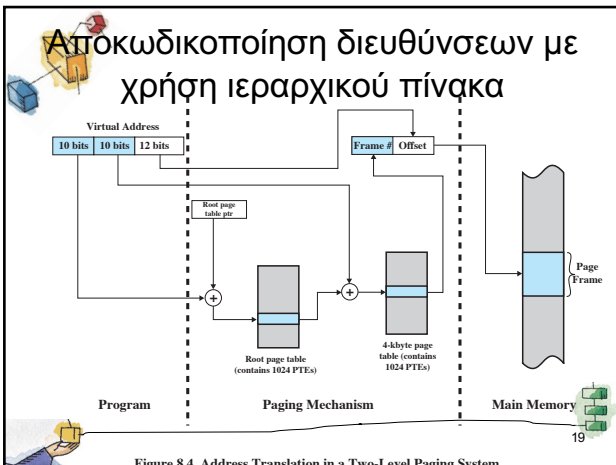 Αποκωδικοποίηση διευθύνσεων με
χρήση ιεραρχικού πίνακα
Virtual Address
10 bits 10 bits 12 bits
Frame # Offset
Root page
table ptr
+
+
Page
Frame
Root page table
(contains 1024 PTEs)
4-kbyte page
table (contains
1024 PTEs)
Program
Paging Mechanism
Main Memory
19
Figure 8.4 Address Translation in a Two-Level Paging System